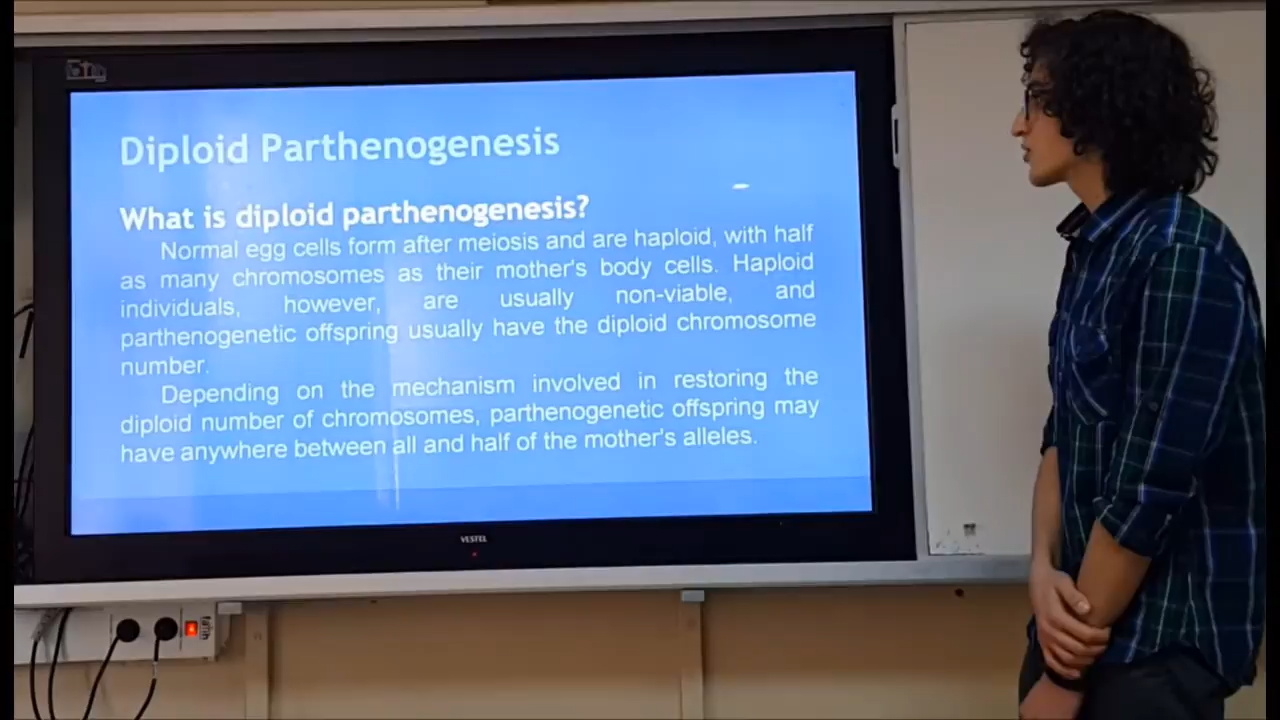 Diploid Parthenogenesis
What is diploid parthenogenesis?
Normal egg cells form after meiosis and are haploid, with half
as many chromosomes as their mother's body cells. Haploid
individuals, however, are usually non-viable, and
parthenogenetic offspring usually have the diploid chromosome
number.
Depending on the mechanism involved in restoring the
diploid number of chromosomes, parthenogenetic offspring may
have anywhere between all and half of the mother's alleles.
VESTEL